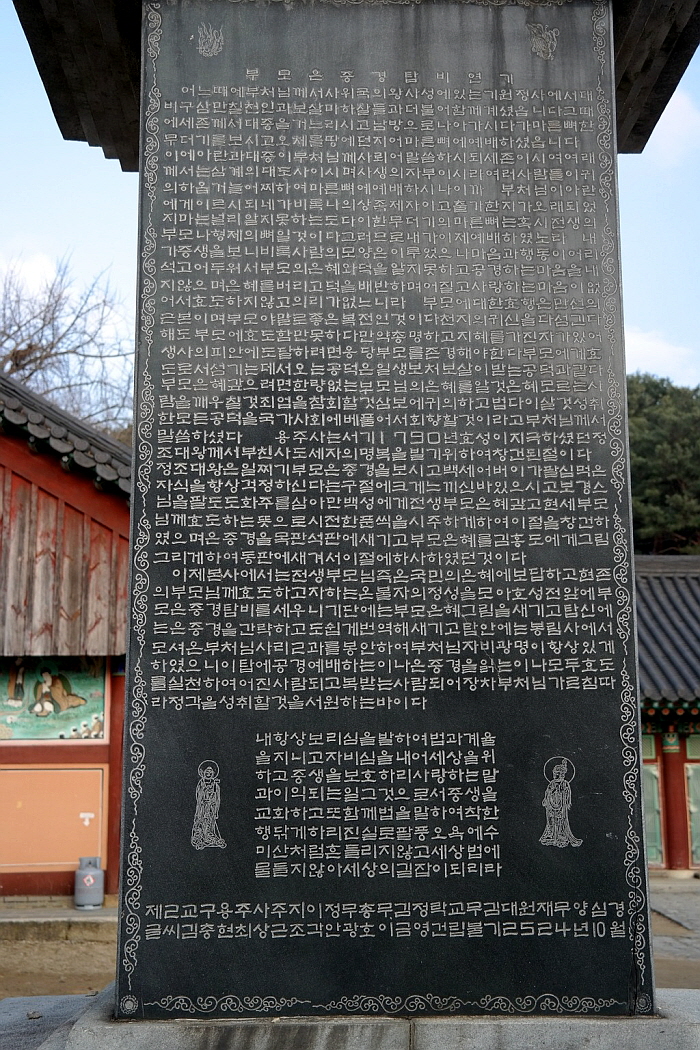 부모은중경탑비연기
어느때에부처님께서사위국의왕사성에있는기원정사에서대
비구삼만칠천인과보살마하살들과더불어함께계셨읍니다그때
에세존께서대중을거느리시고남방으로나아가시다가마른뼈한
무더기를보시고오체를땅에던지어마른뼈에예배하셨읍니다
이에아란과대중이부처님께사뢰어말씀하시되세존이시여여래
께서는삼계의대도사이시며사생의자부이시라여러사람들이귀
의하옵거늘어찌하여마른뼈에예배하시나이까 부처님이아란
에게이르시되네가비록나의상족제자이고출가한지가오래되었
지마는널리알지못하는도다이한무더기의마른뼈는혹시전생의
부모나형제의뼈일것이다그러므로내가이제예배하였노라 내
가중생을보니비록사람의모양은이루었으나마음과행동이어리
석고어두워서부모의은혜와덕을알지못하고공경하는마음을내
지않으며은혜를버리고덕을배반하며어질고사랑하는마음이없
어서효도하지않고의리가없느니라 부모에대한효행은만선의
근본이며부모야말로좋은복전인것이다천지의귀신을다섬긴다
해도부모에효도함만못하다만약총명하고지혜를가진자가있어
생사의피안에도달하려면응당부모를존경해야한다부모에게효
도로서섬기는데서오는공덕은일생보처보살이받는공덕과같다
부모은혜갚으려면한량없는부모님의은혜를알것은혜모르는사
람을깨우칠것죄업을참회할것삼보에귀의하고법다이살것성취
한모든공덕을국가사회에베풀어서회향할것이라고부처님께서
말씀하셨다 용주사는서기1790년효성이지극하셨던정
조대왕께서부친사도세자의명복을빌기위하여창건된절이다
정조대왕은일찌기부모은중경을보시고백세어버이가팔십먹은
자식을항상걱정하신다는구절에크게느끼신바있으시고보경스
님을팔도도화주를삼아만백성에게전생부모은혜갚고현세부모
님께효도하는뜻으로시전한푼씩을시주하게하여이절을창건하
였으며은중경을목판석판에새기고부모은혜를김홍도에게그림
그리게하여동판에새겨서이절에하사하였던것이다
이제본사에서는전생부모님즉온국민의은혜에보답하고현존
의부모님께효도하고자하는온불자의정성을모아호성전앞에부
모은중경탑비를세우니기단에는부모은혜그림을새기고탑신에
는은중경을간략하고도쉽게번역해새기고탑안에는봉림사에서
모셔온부처님사리2과를봉안하여부처님자비광명이항상있게
하였으니이탑에공경예배하는이나은중경을읽는이나모두효도
를실천하여어진사람되고복받는사람되어장차부처님가르침따
라정각을성취할것을서원하는바이다
내항상보리심을발하여법과계율
을지니고자비심을내어세상을위
하고중생을보호하리사랑하는말
과이익되는일그것으로서중생을
교화하고또함께법을말하여착한
행닦게하리진실로팔풍오욕에수
미산처럼흔들리지않고세상법에
물들지않아세상의길잡이되리라
제2교구용주사주지이정무총무김정탁교무김대원재무양심경
글씨김충현최상근조각안광호이금영건립불기2524년10월